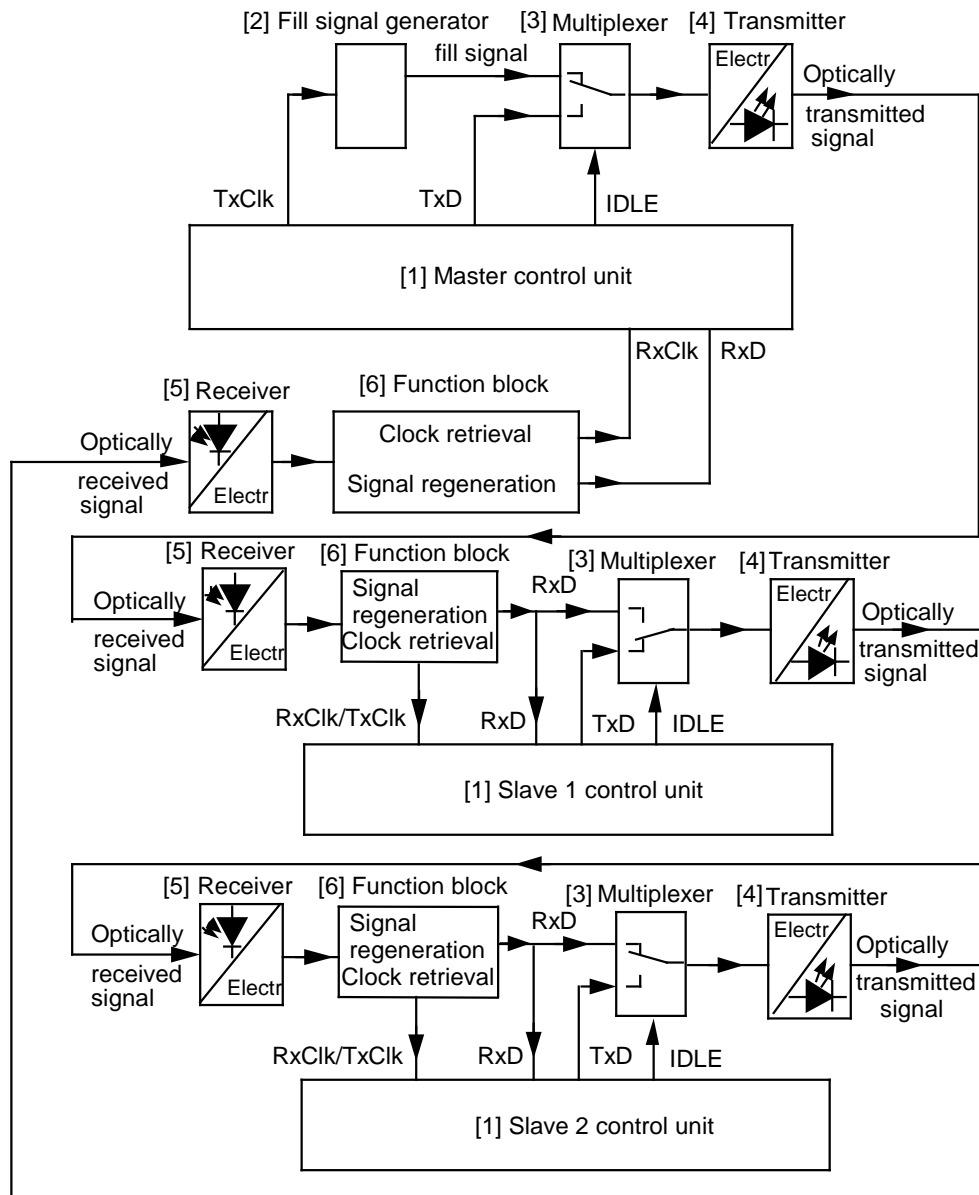 [2] Fill signal generator
[3] Multiplexer
[4] Transmitter
fill signal
Electr
Optically
transmitted
signal
TxClk
TxD
IDLE
[1] Master control unit
RxClk
RxD
[5] Receiver
[6] Function block
Optically
received
signal
Electr
Clock retrieval
Signal regeneration
[5] Receiver
[6] Function block
[3] Multiplexer
[4] Transmitter
Optically
received
signal
Electr
Signal
regeneration
Clock retrieval
RxD
Electr
Optically
transmitted
signal
RxClk/TxClk
RxD
TxD
IDLE
[1] Slave 1 control unit
[5] Receiver
[6] Function block
[3] Multiplexer
[4] Transmitter
Optically
received
signal
Electr
Signal
regeneration
Clock retrieval
RxD
Electr
Optically
transmitted
signal
RxClk/TxClk
RxD
TxD
IDLE
[1] Slave 2 control unit